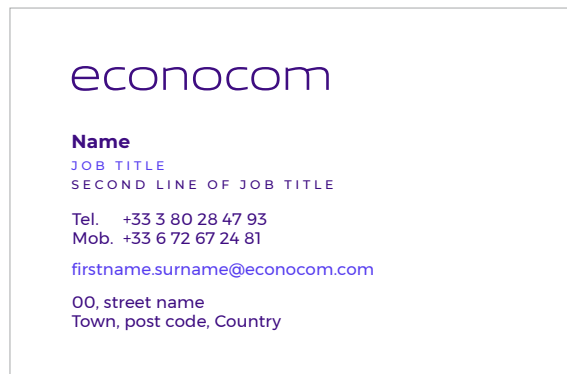 econocom
Name
JOB TITLE
SECOND LINE OF JOB TITLE
Tel. +33 3 80 28 47 93
Mob. +33 6 72 67 24 81
firstname.surname@econocom.com
00, street name
Town, post code, Country